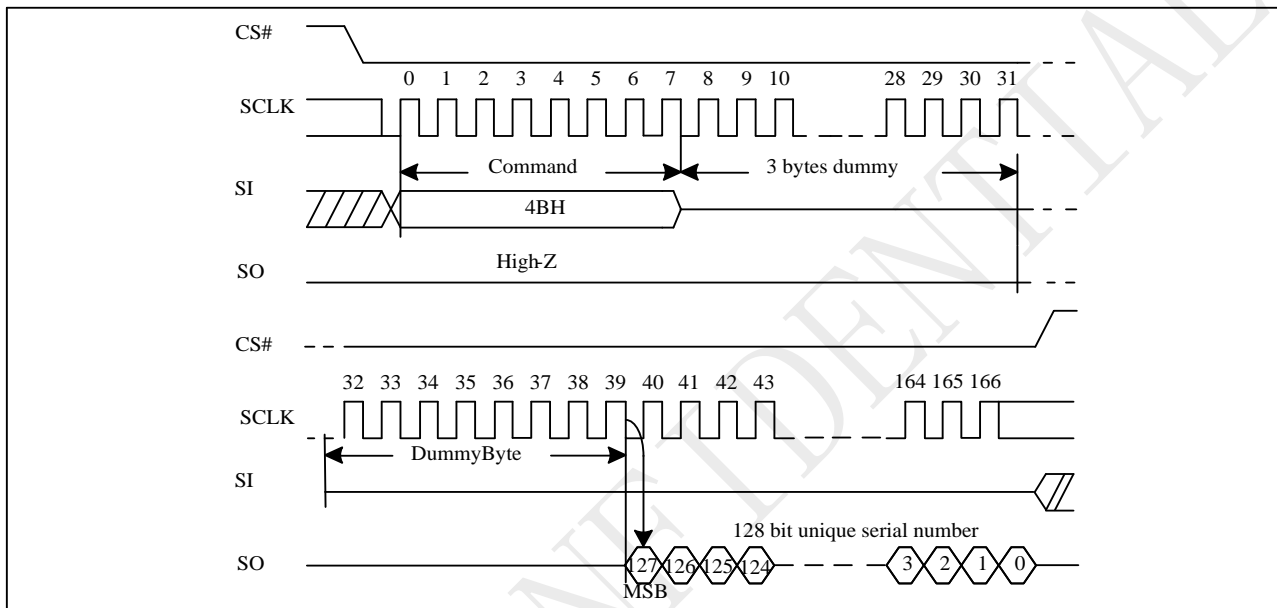 CS#
0 1 2 3 4 5 6 7 8 9 10 28 29 30 31
SCLK
Command 3 bytes dummy
SI
4BH
High-Z
SO
CS#
32 33 34 35 36 37 38 39 40 41 42 43 164 165 166
SCLK
DummyByte
SI
128 bit unique serial number
SO 127 126 125 124 3 2 1 0
MSB